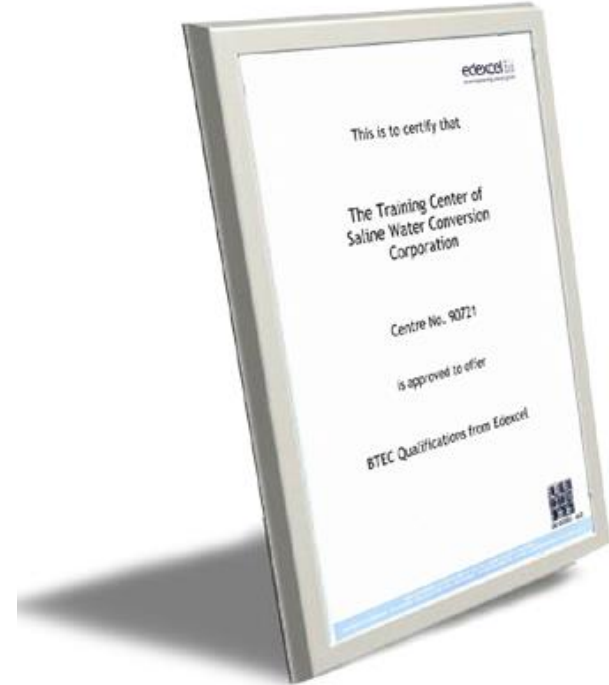 edexcel
This is to certify that
The Training Center of
Saline Water Conversion
Corporation
Centre No. 90721
is approved to offer
BTEC Qualifications from Edexcel